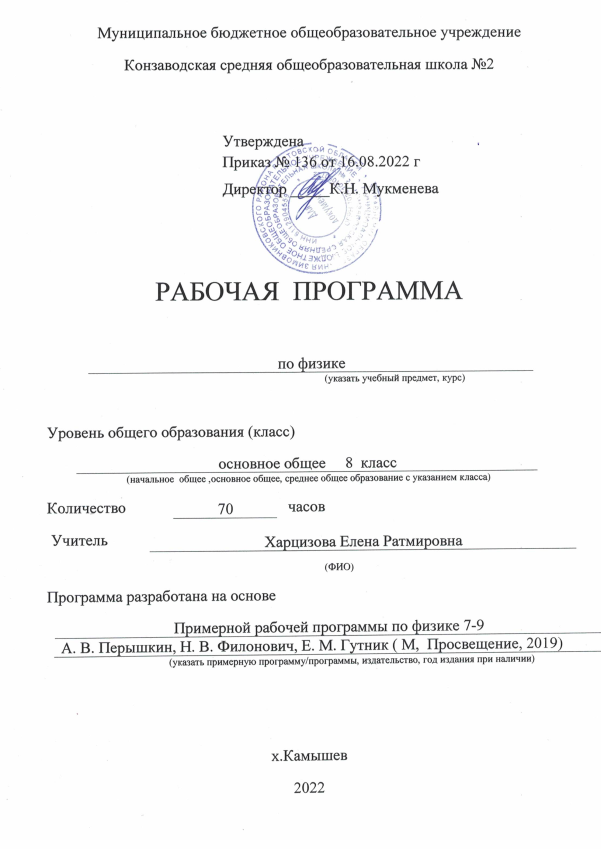 Муниципальное бюджетное общеобразовательное учреждение
Конзаводская средняя общеобразовательная школа №2
Утверждена
Приказ № 136 от 16.08.2022 г
Директор К.Н. Мукменева
РАБОЧАЯ ПРОГРАММА
по физике
(указать учебный предмет, курс)
Уровень общего образования (класс)
основное общее 8 класс
(начальное общее ,основное общее, среднее общее образование с указанием класса)
Количество 70 часов
Учитель Харцизова Елена Ратмировна
(ФИО)
Программа разработана на основе
Примерной рабочей программы по физике 7-9
А. В. Перышкин, Н. В. Филонович, Е. М. Гутник ( М, Просвещение, 2019)
(указать примерную программу/программы, издательство, год издания при наличии)
х.Камышев
2022